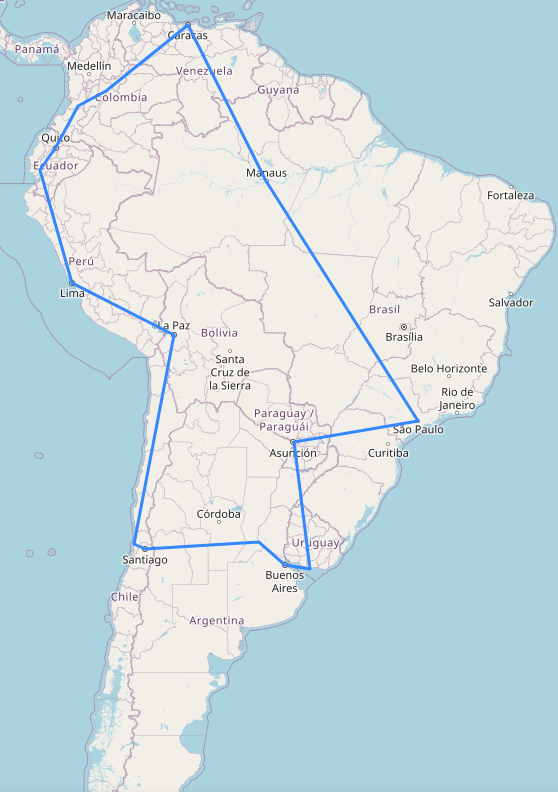 Maracaibo
Caracas
Panamá
Medellín
Venezuela
Guyana
Colombia
Quito
Ecuador
Manaus
Fortaleza
Perú
Lima
Salvador
Brasil
La Paz
Bolivia
Brasília
Santa
Cruz de
la Sierra
Belo Horizonte
Rio de
Janeiro
Paraguay /
Paraguái
São Paulo
Asunción
Curitiba
Córdoba
Uruguay
Santiago
Buenos
Aires
Chile
Argentina